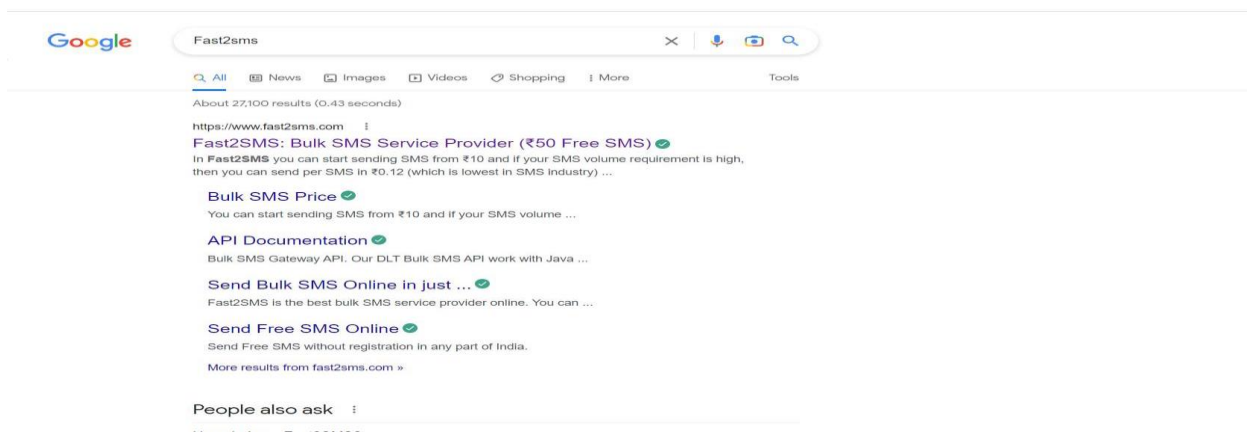 Google
Fast2sms
All News Images Videos Shopping More Tools
About 27,100 results (0.43 seconds)
https://www.fast2sms.com
Fast2SMS: Bulk SMS Service Provider (₹50 Free SMS)
In Fast2SMS you can start sending SMS from ₹10 and if your SMS volume requirement is high,
then you can send per SMS in ₹0.12 (which is lowest in SMS industry) ...
Bulk SMS Price
You can start sending SMS from ₹10 and if your SMS volume ...
API Documentation
Bulk SMS Gateway API. Our DLT Bulk SMS API work with Java ...
Send Bulk SMS Online in just ...
Fast2SMS is the best bulk SMS service provider online. You can ...
Send Free SMS Online
Send Free SMS without registration in any part of India.
More results from fast2sms.com »
People also ask